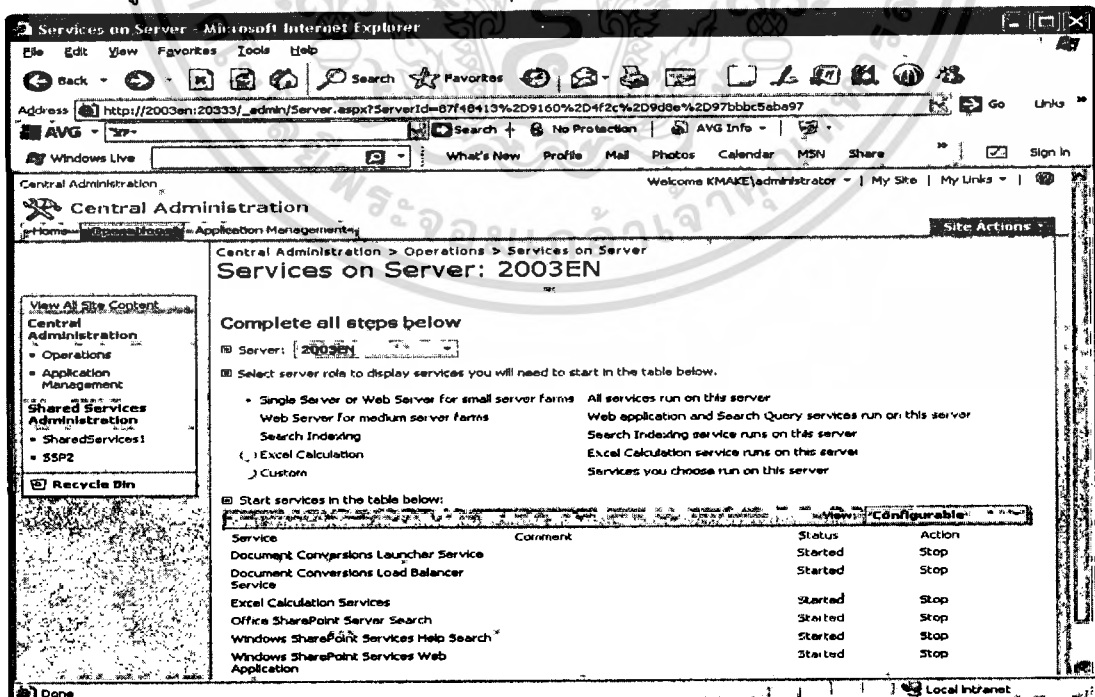 Services on Server - Microsoft Internet Explorer
File Edit View Favorites Tools Help
Back Search Favorites
Address http://2003en:20333/_admin/Server.aspx?ServerId=87f48413%2D9160%2D4f2c%2D9d8e%2D97bbbc5aba97 Go Links
AVG Search No Protection AVG Info
Windows Live What's New Profile Mail Photos Calendar MSN Share Sign in
Central Administration Welcome KMAKE\administrator | My Site | My Links |
Central Administration
Home Operations Application Management Site Actions
Central Administration > Operations > Services on Server
Services on Server: 2003EN
View All Site Content
Central Administration
Operations
Application Management
Shared Services Administration
SharedServices1
SSP2
Recycle Bin
Complete all steps below
Server: 2003EN
Select server role to display services you will need to start in the table below.
Single Server or Web Server for small server farms All services run on this server
Web Server for medium server farms Web application and Search Query services run on this server
Search Indexing Search Indexing service runs on this server
Excel Calculation Excel Calculation service runs on this server
Custom Services you choose run on this server
Start services in the table below:
View: Configurable
Service Comment Status Action
Document Conversions Launcher Service Started Stop
Document Conversions Load Balancer Service Started Stop
Excel Calculation Services Started Stop
Office SharePoint Server Search Started Stop
Windows SharePoint Services Help Search Started Stop
Windows SharePoint Services Web Application Started Stop
Done Local intranet